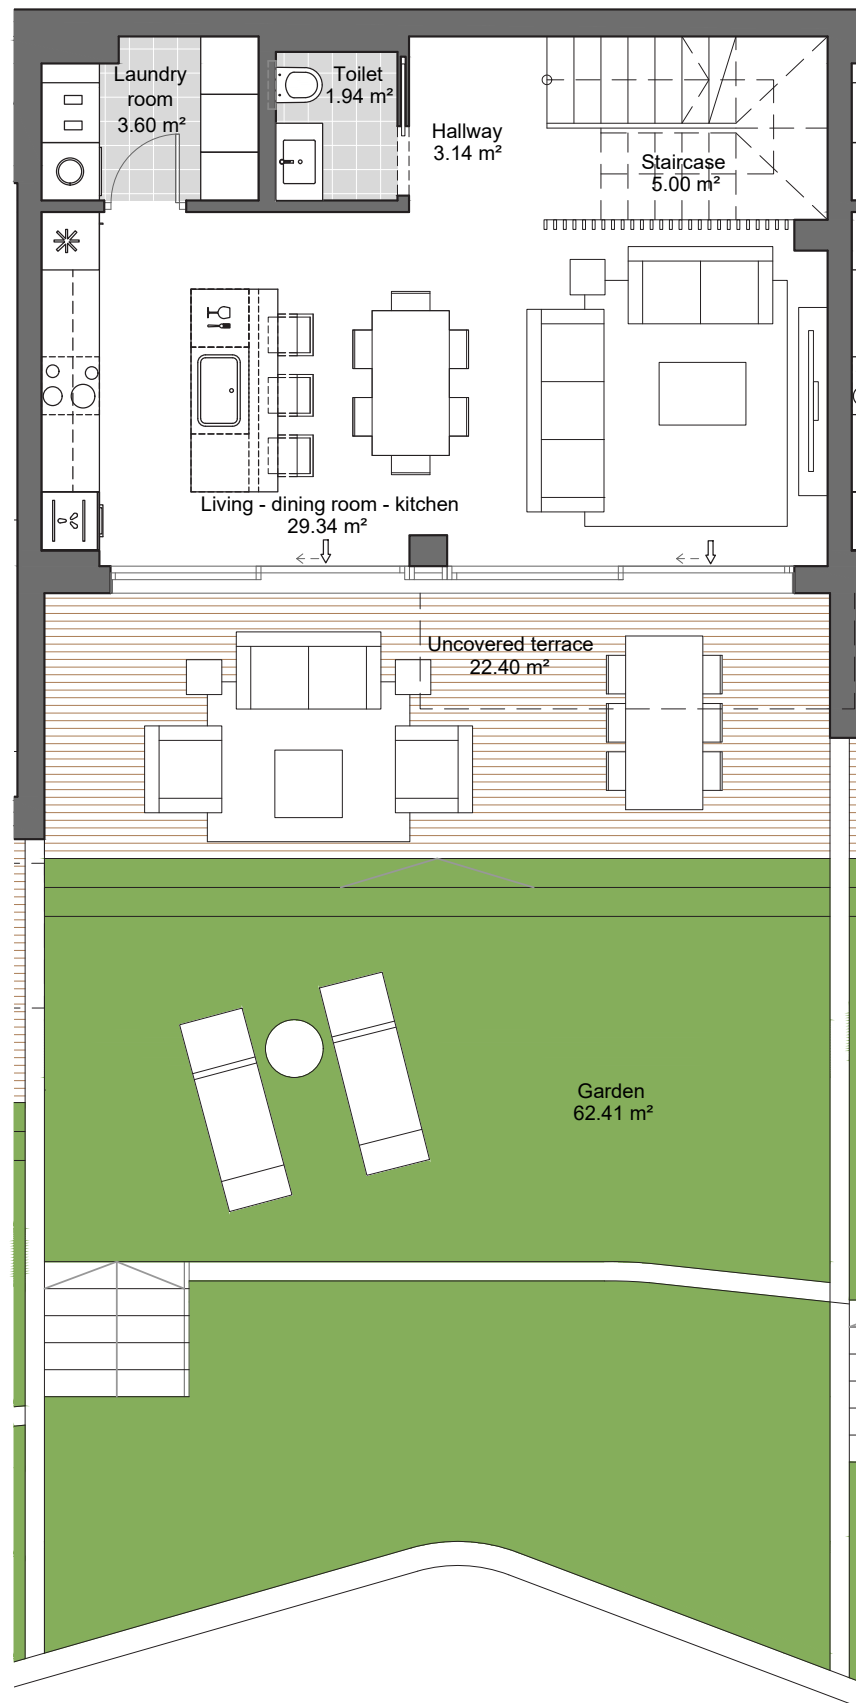 Laundry
room
3.60 m²
Toilet
1.94 m²
Hallway
3.14 m²
Staircase
5.00 m²
Living - dining room - kitchen
29.34 m²
Uncovered terrace
22.40 m²
Garden
62.41 m²